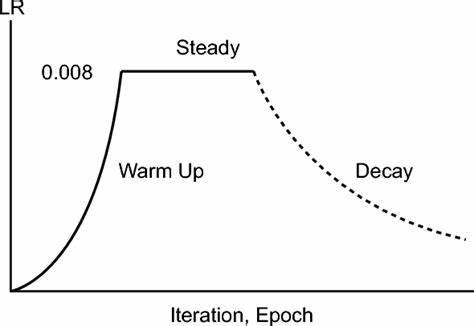 LR
Steady
0.008
Warm Up
Decay
Iteration, Epoch